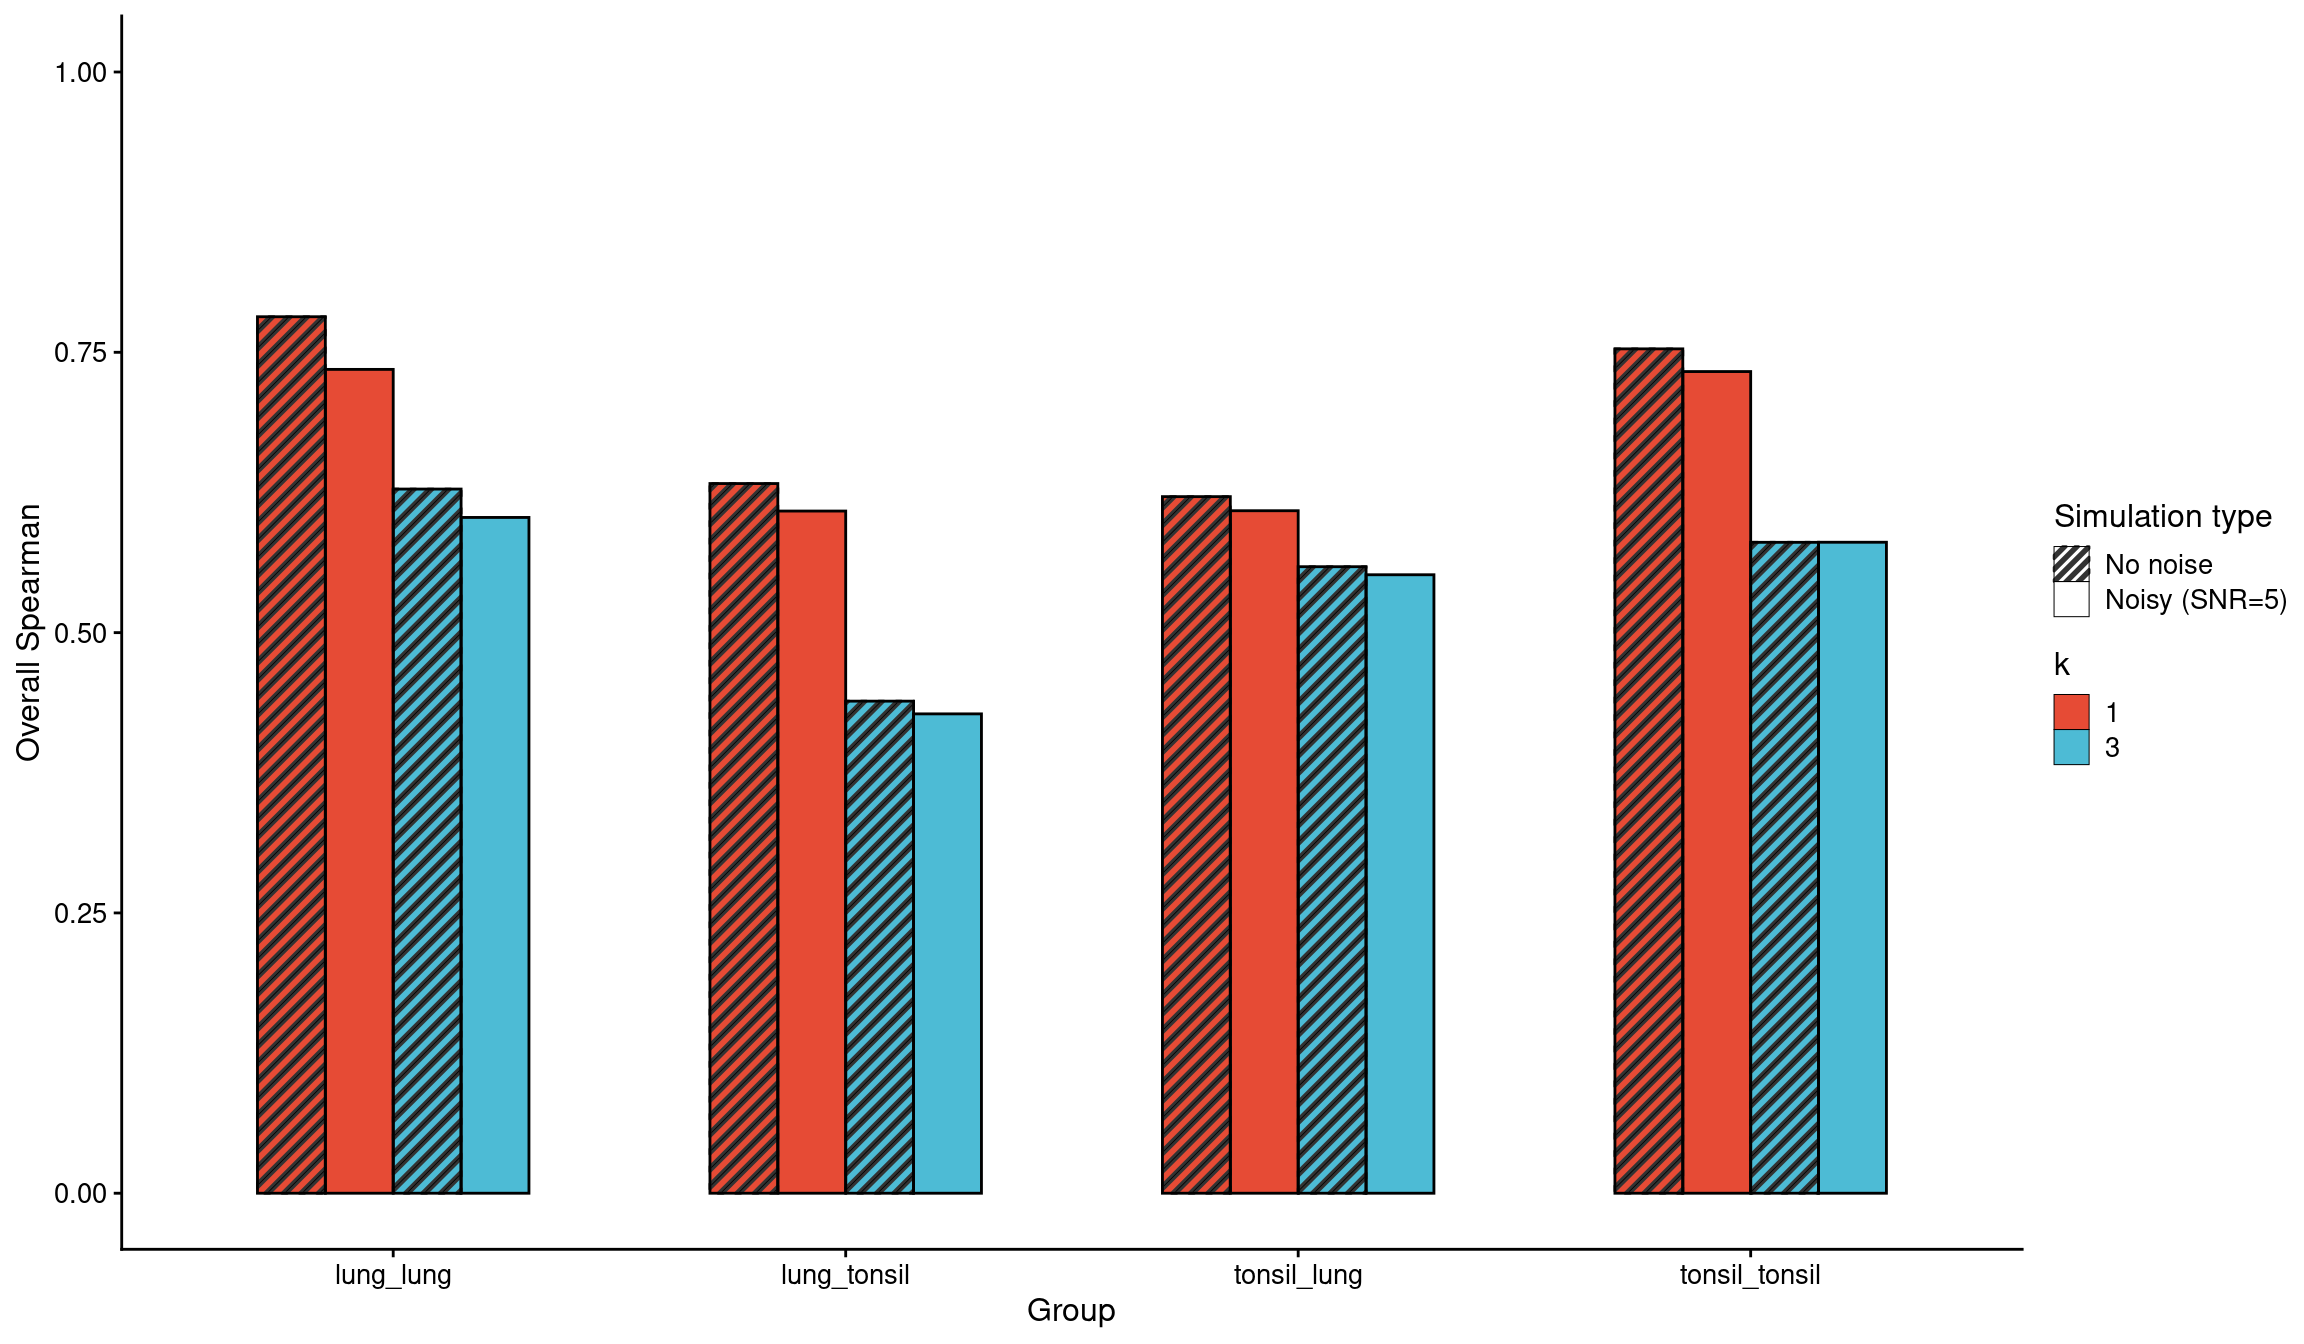 Overall Spearman
1.00
0.75
0.50
0.25
0.00
lung_lung
lung_tonsil
tonsil_lung
tonsil_tonsil
Group
Simulation type
No noise
Noisy (SNR=5)
k
1
3